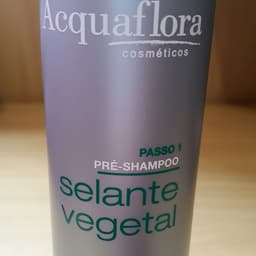 Acquaflora
cosméticos
PASSO 1
PRÉ-SHAMPOO
selante
vegetal